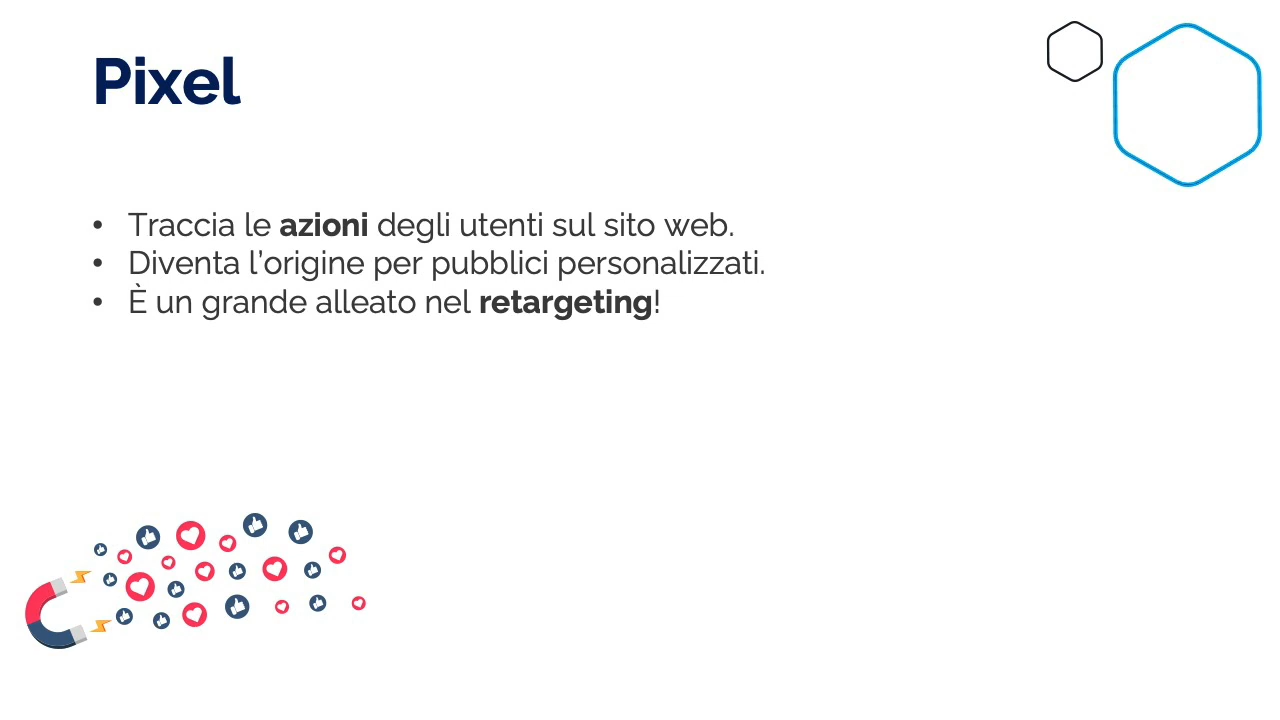 Pixel
• Traccia le azioni degli utenti sul sito web.
• Diventa l’origine per pubblici personalizzati.
• È un grande alleato nel retargeting!